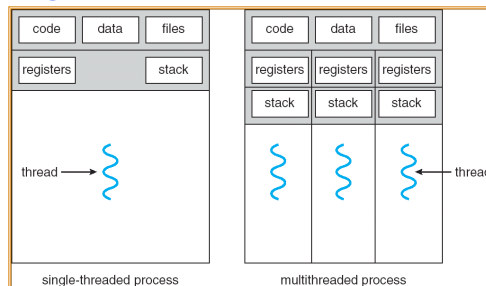 code data files
registers stack
thread
single-threaded process
code data files
registers registers registers
stack stack stack
thread
multithreaded process